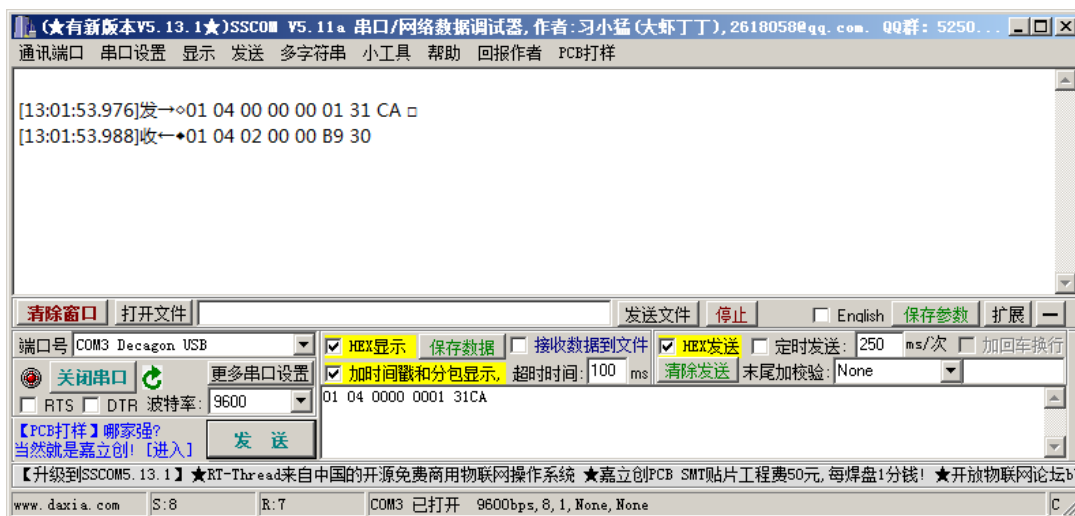 (★有新版本V5.13.1★)SSCOM V5.11a 串口/网络数据调试器,作者:习小猛(大虾丁丁),2618058@qq.com. QQ群: 5250...
通讯端口 串口设置 显示 发送 多字符串 小工具 帮助 回报作者 PCB打样
[13:01:53.976]发→◇01 04 00 00 00 01 31 CA □
[13:01:53.988]收←◆01 04 02 00 00 B9 30
清除窗口 打开文件 发送文件 停止 English 保存参数 扩展 —
端口号 COM3 Decagon USB HEX显示 保存数据 接收数据到文件 HEX发送 定时发送: 250 ms/次 加回车换行
关闭串口 更多串口设置 加时间戳和分包显示, 超时时间: 100 ms 清除发送 末尾加校验: None
RTS DTR 波特率: 9600 01 04 0000 0001 31CA
【PCB打样】哪家强?
当然就是嘉立创! [进入] 发 送
【升级到SSCOM5.13.1】★RT-Thread来自中国的开源免费商用物联网操作系统 ★嘉立创PCB SMT贴片工程费50元,每焊盘1分钱! ★开放物联网论坛b
www.daxia.com S:8 R:7 COM3 已打开 9600bps,8,1,None,None C